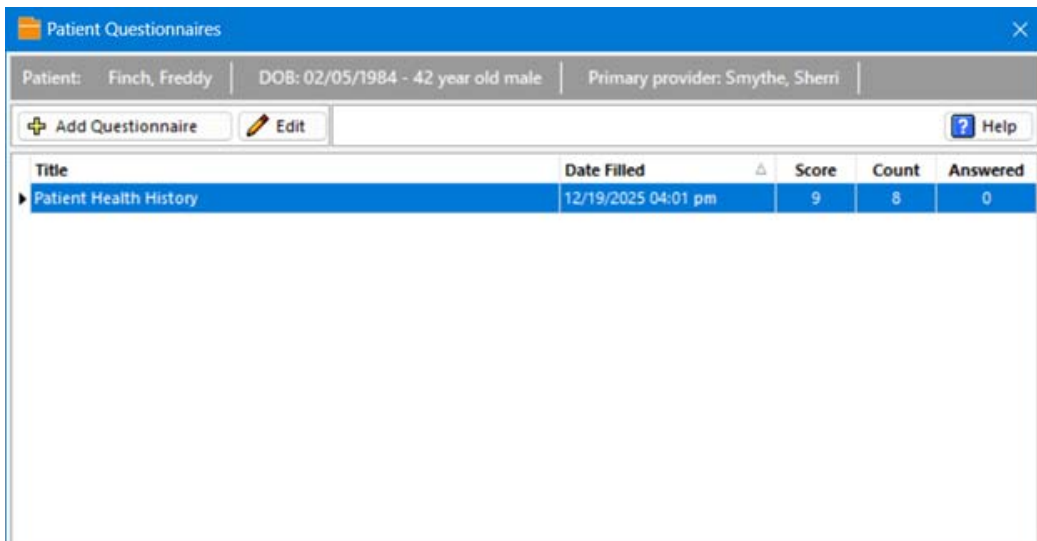 Patient Questionnaires
Patient: Finch, Freddy DOB: 02/05/1984 - 42 year old male Primary provider: Smythe, Sherri
Add Questionnaire Edit Help
Title Date Filled Score Count Answered
Patient Health History 12/19/2025 04:01 pm 9 8 0